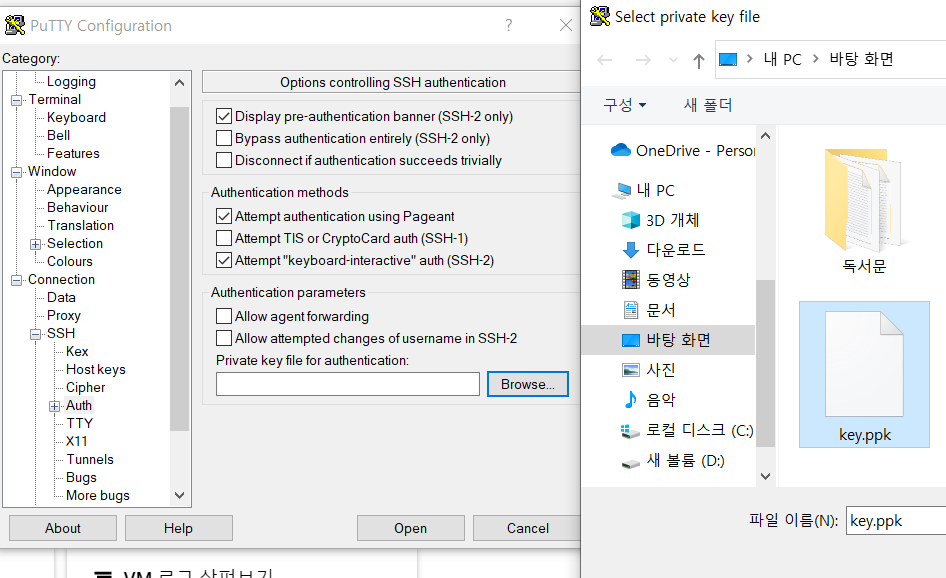 PuTTY Configuration
?
Category:
Logging
Terminal
Keyboard
Bell
Features
Window
Appearance
Behaviour
Translation
Selection
Colours
Connection
Data
Proxy
SSH
Kex
Host keys
Cipher
Auth
TTY
X11
Tunnels
Bugs
More bugs
Options controlling SSH authentication
Display pre-authentication banner (SSH-2 only)
Bypass authentication entirely (SSH-2 only)
Disconnect if authentication succeeds trivially
Authentication methods
Attempt authentication using Pageant
Attempt TIS or CryptoCard auth (SSH-1)
Attempt "keyboard-interactive" auth (SSH-2)
Authentication parameters
Allow agent forwarding
Allow attempted changes of username in SSH-2
Private key file for authentication:
Browse...
About
Help
Open
Cancel
Select private key file
내 PC
바탕 화면
구성
새 폴더
OneDrive - Person
내 PC
3D 개체
다운로드
동영상
문서
바탕 화면
사진
음악
로컬 디스크 (C:)
새 볼륨 (D:)
독서문
key.ppk
파일 이름(N):
key.ppk
VM 로그 살펴보기